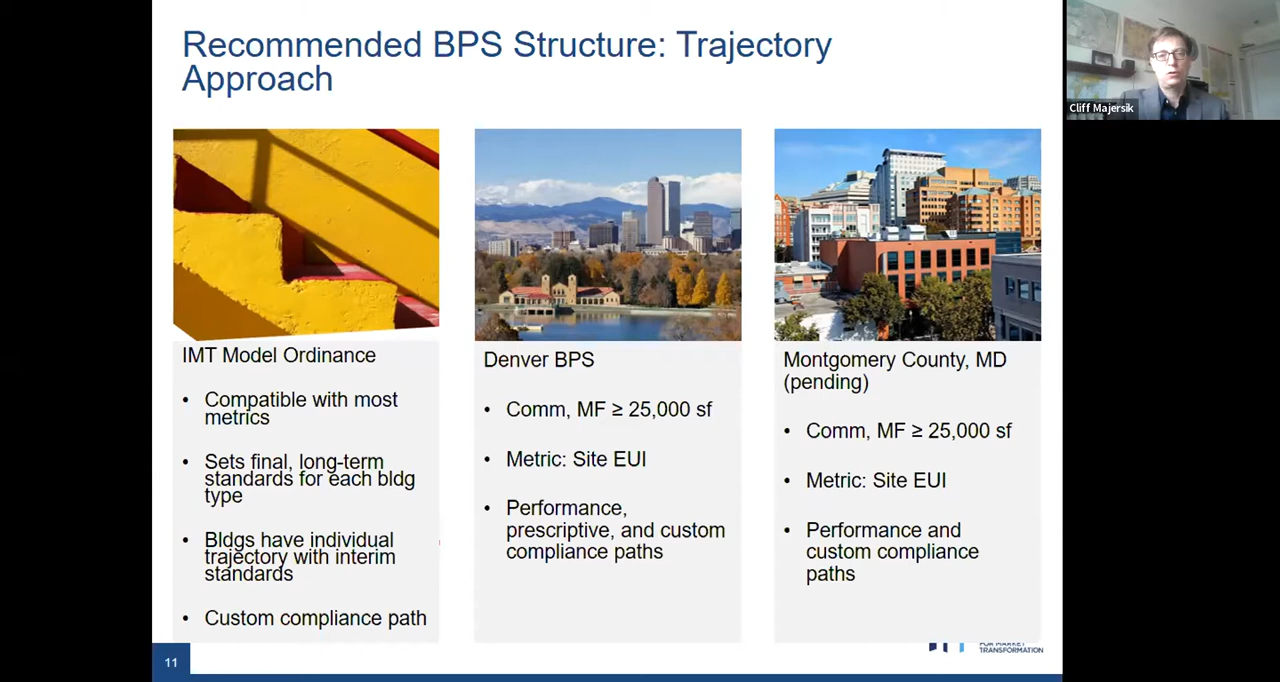 Recommended BPS Structure: Trajectory
Approach
Cliff Majersik
IMT Model Ordinance
• Compatible with most
metrics
• Sets final, long-term
standards for each bldg
type
• Bldgs have individual
trajectory with interim
standards
• Custom compliance path
Denver BPS
• Comm, MF ≥ 25,000 sf
• Metric: Site EUI
• Performance,
prescriptive, and custom
compliance paths
Montgomery County, MD
(pending)
• Comm, MF ≥ 25,000 sf
• Metric: Site EUI
• Performance and
custom compliance
paths
11
FOR MARKET
TRANSFORMATION